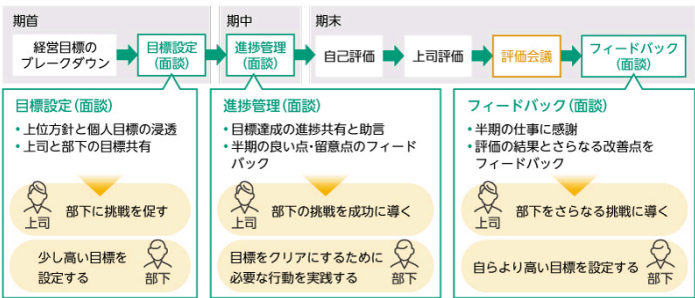 期首
期中
期末
経営目標の
ブレークダウン
目標設定
(面談)
進捗管理
(面談)
自己評価
上司評価
評価会議
フィードバック
(面談)
目標設定(面談)
・上位方針と個人目標の浸透
・上司と部下の目標共有
上司
部下に挑戦を促す
少し高い目標を
設定する
部下
進捗管理(面談)
・目標達成の進捗共有と助言
・半期の良い点・留意点のフィード
バック
上司
部下の挑戦を成功に導く
目標をクリアにするために
必要な行動を実践する
部下
フィードバック(面談)
・半期の仕事に感謝
・評価の結果とさらなる改善点を
フィードバック
上司
部下をさらなる挑戦に導く
自らより高い目標を設定する
部下